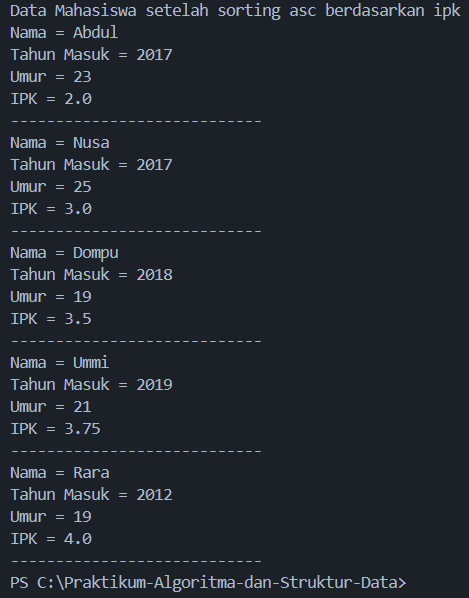 Data Mahasiswa setelah sorting asc berdasarkan ipk
Nama = Abdul
Tahun Masuk = 2017
Umur = 23
IPK = 2.0
----------------------------
Nama = Nusa
Tahun Masuk = 2017
Umur = 25
IPK = 3.0
----------------------------
Nama = Dompu
Tahun Masuk = 2018
Umur = 19
IPK = 3.5
----------------------------
Nama = Ummi
Tahun Masuk = 2019
Umur = 21
IPK = 3.75
----------------------------
Nama = Rara
Tahun Masuk = 2012
Umur = 19
IPK = 4.0
----------------------------
PS C:\Praktikum-Algoritma-dan-Struktur-Data>